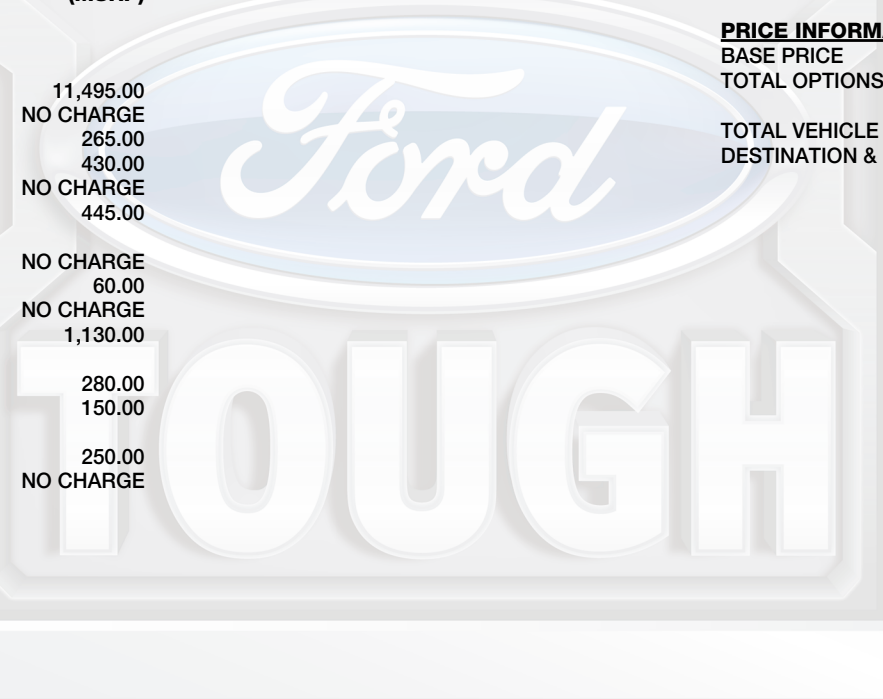 11,495.00
NO CHARGE
265.00
430.00
NO CHARGE
445.00
NO CHARGE
60.00
NO CHARGE
1,130.00
280.00
150.00
250.00
NO CHARGE
PRICE INFORM
BASE PRICE
TOTAL OPTIONS
TOTAL VEHICLE
DESTINATION &
Ford
TOUGH